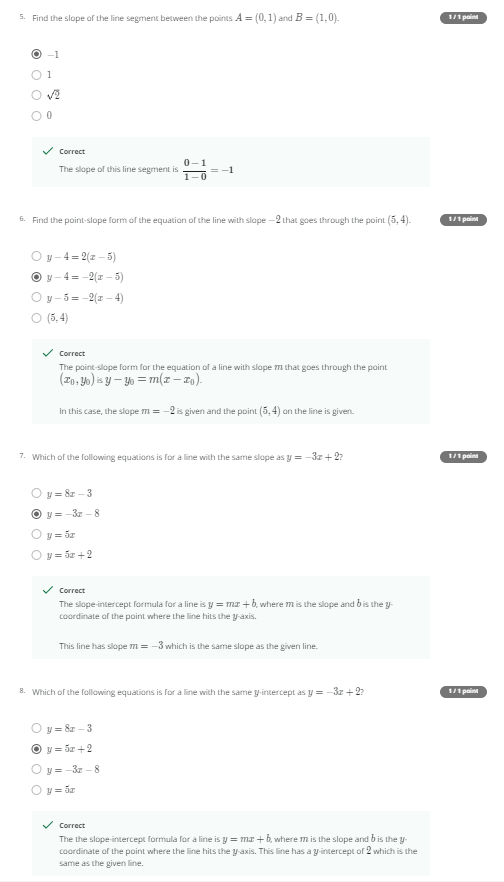 5. Find the slope of the line segment between the points A = (0, 1) and B = (1, 0).
1 / 1 point
−1
1
√2
0
Correct
The slope of this line segment is (0 − 1)/(1 − 0) = −1
6. Find the point-slope form of the equation of the line with slope −2 that goes through the point (5, 4).
1 / 1 point
y − 4 = 2(x − 5)
y − 4 = −2(x − 5)
y − 5 = −2(x − 4)
(5, 4)
Correct
The point-slope form for the equation of a line with slope m that goes through the point
(x₀, y₀) is y − y₀ = m(x − x₀).
In this case, the slope m = −2 is given and the point (5, 4) on the line is given.
7. Which of the following equations is for a line with the same slope as y = −3x + 2?
1 / 1 point
y = 8x − 3
y = −3x − 8
y = 5x
y = 5x + 2
Correct
The slope-intercept formula for a line is y = mx + b, where m is the slope and b is the y-
coordinate of the point where the line hits the y-axis.
This line has slope m = −3 which is the same slope as the given line.
8. Which of the following equations is for a line with the same y-intercept as y = −3x + 2?
1 / 1 point
y = 8x − 3
y = 5x + 2
y = −3x − 8
y = 5x
Correct
The the slope-intercept formula for a line is y = mx + b, where m is the slope and b is the y-
coordinate of the point where the line hits the y-axis. This line has a y-intercept of 2 which is the
same as the given line.